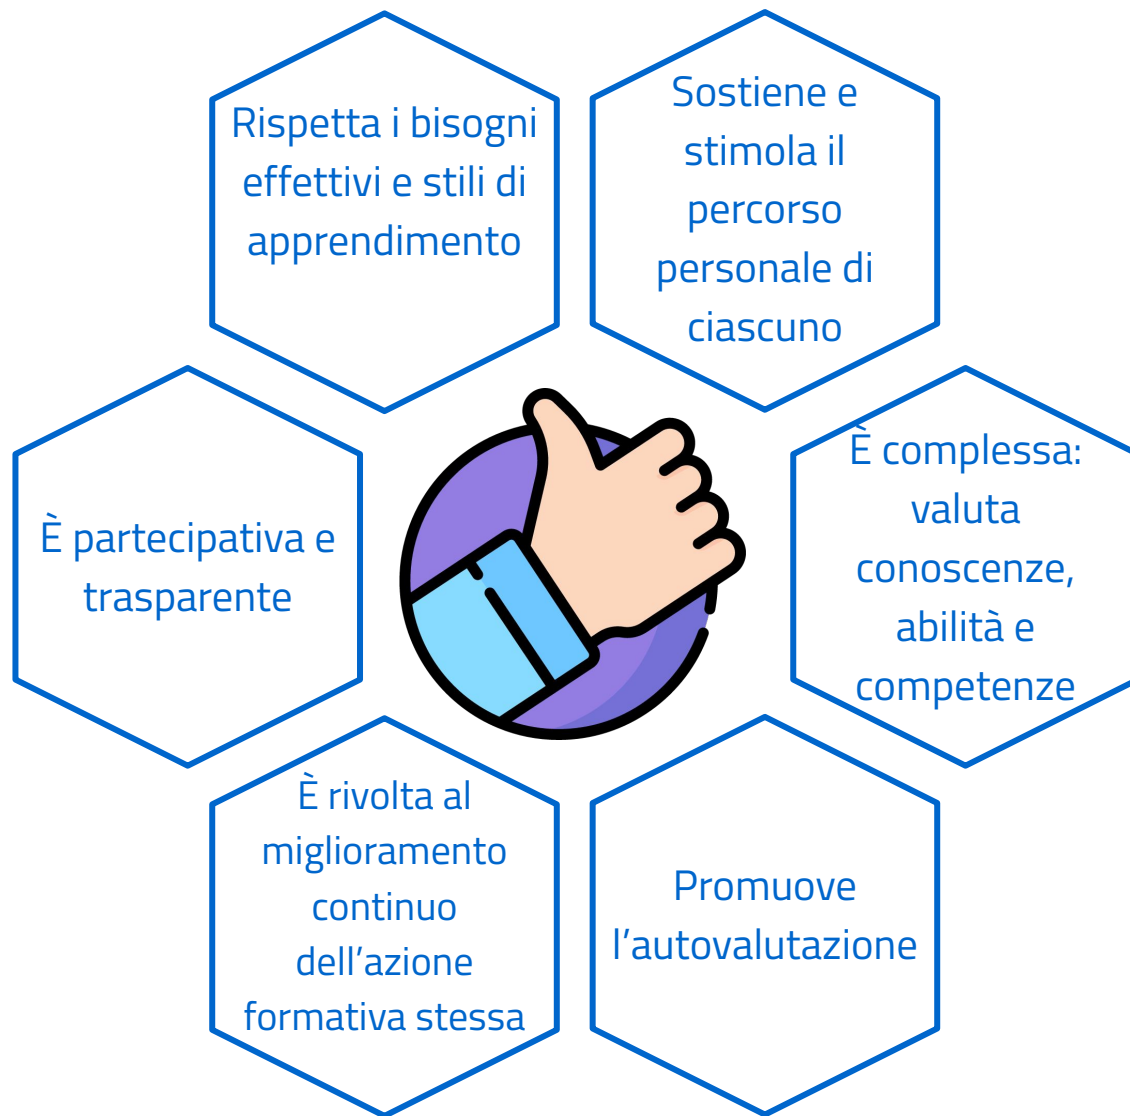 Rispetta i bisogni
effettivi e stili di
apprendimento
Sostiene e
stimola il
percorso
personale di
ciascuno
È partecipativa e
trasparente
È complessa:
valuta
conoscenze,
abilità e
competenze
È rivolta al
miglioramento
continuo
dell’azione
formativa stessa
Promuove
l’autovalutazione